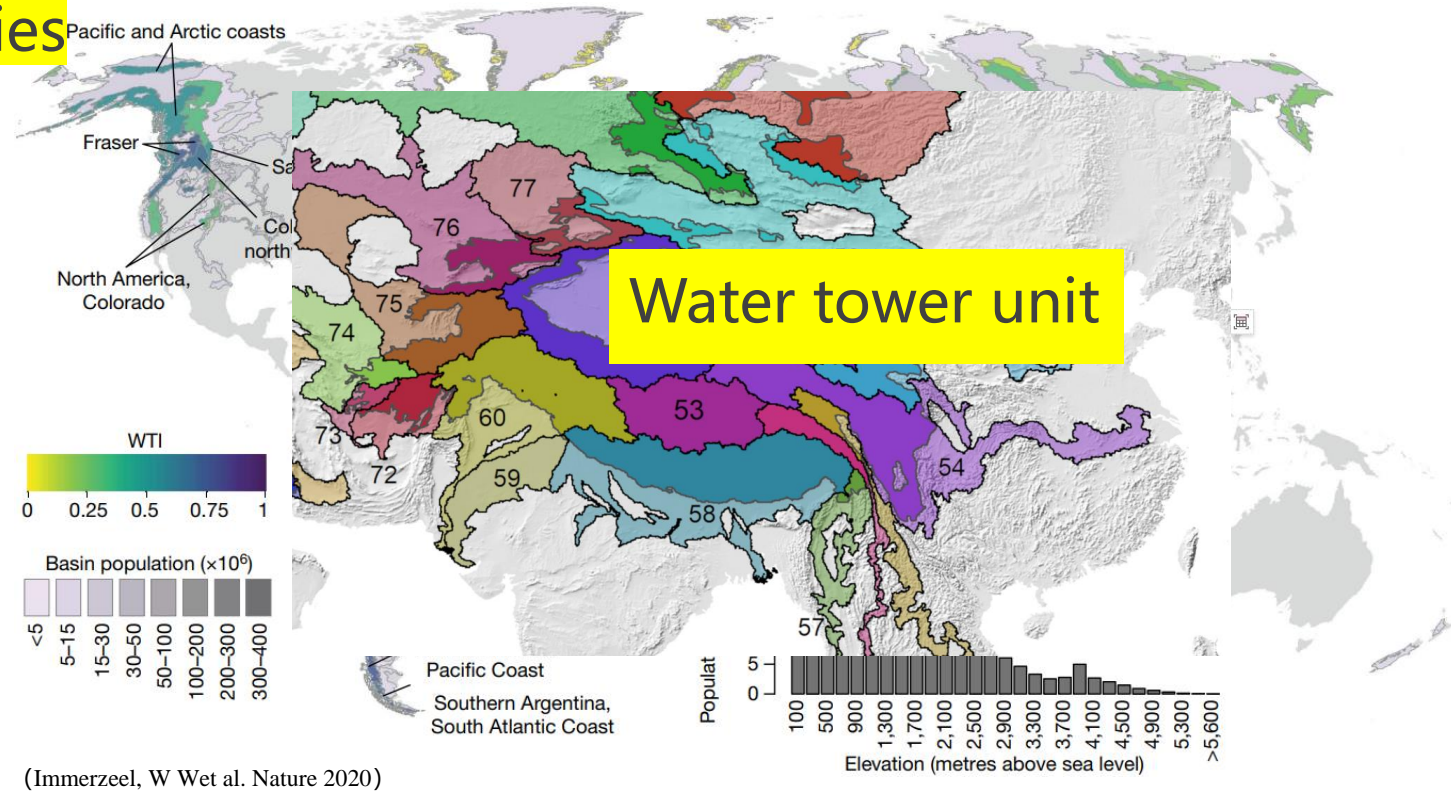 ies
Pacific and Arctic coasts
Fraser
Sa
Col
north
North America,
Colorado
77
76
75
74
Water tower unit
60
53
73
72
59
54
58
57
WTI
0 0.25 0.5 0.75 1
Basin population (×10⁶)
<5
5–15
15–30
30–50
50–100
100–200
200–300
300–400
Pacific Coast
Southern Argentina,
South Atlantic Coast
Populat
5
0
100
500
900
1,300
1,700
2,100
2,500
2,900
3,300
3,700
4,100
4,500
4,900
5,300
>5,600
Elevation (metres above sea level)
(Immerzeel, W Wet al. Nature 2020)